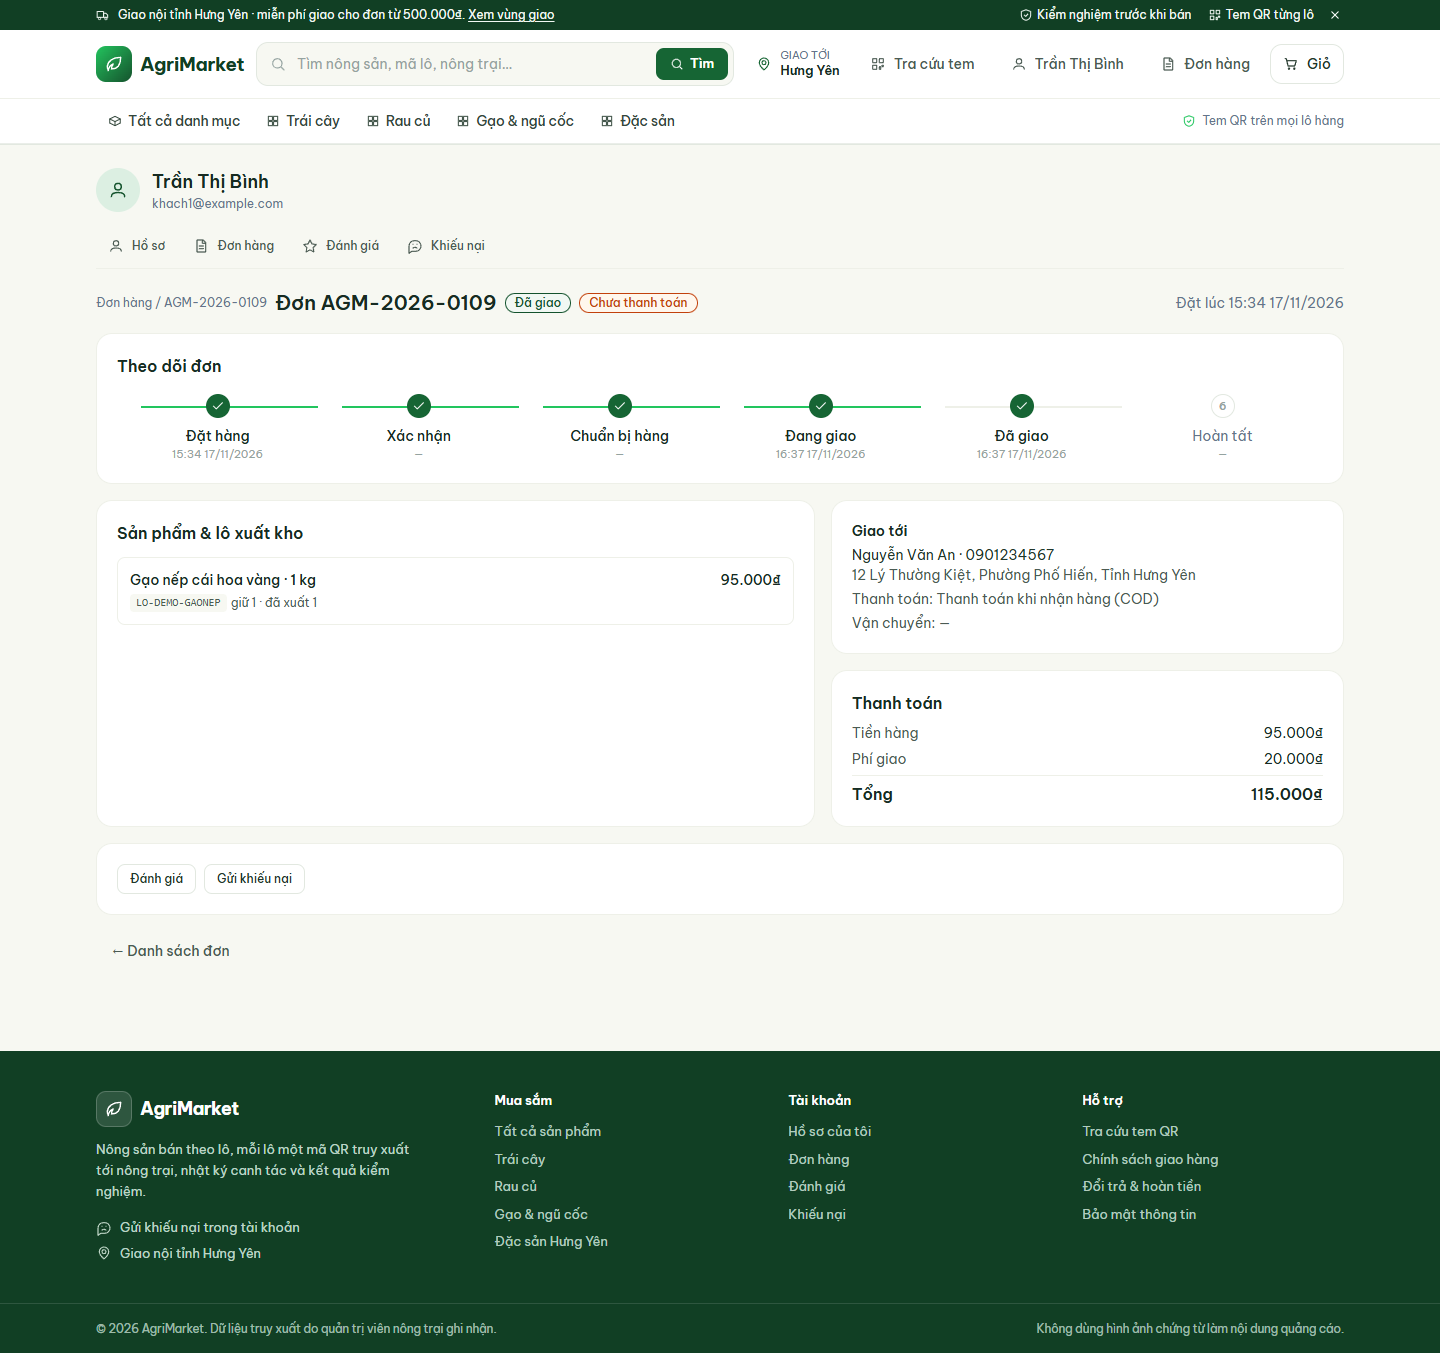 Giao nội tỉnh Hưng Yên · miễn phí giao cho đơn từ 500.000₫. Xem vùng giao
Kiểm nghiệm trước khi bán
Tem QR từng lô
AgriMarket
Tìm nông sản, mã lô, nông trại...
Tìm
GIAO TỚI
Hưng Yên
Tra cứu tem
Trần Thị Bình
Đơn hàng
Giỏ
Tất cả danh mục
Trái cây
Rau củ
Gạo & ngũ cốc
Đặc sản
Tem QR trên mọi lô hàng
Trần Thị Bình
khach1@example.com
Hồ sơ
Đơn hàng
Đánh giá
Khiếu nại
Đơn hàng / AGM-2026-0109
Đơn AGM-2026-0109
Đã giao
Chưa thanh toán
Đặt lúc 15:34 17/11/2026
Theo dõi đơn
6
Đặt hàng
Xác nhận
Chuẩn bị hàng
Đang giao
Đã giao
Hoàn tất
15:34 17/11/2026
—
—
16:37 17/11/2026
16:37 17/11/2026
—
Sản phẩm & lô xuất kho
Gạo nếp cái hoa vàng · 1 kg
95.000₫
LO-DEMO-GAONEP giữ 1 · đã xuất 1
Giao tới
Nguyễn Văn An · 0901234567
12 Lý Thường Kiệt, Phường Phố Hiến, Tỉnh Hưng Yên
Thanh toán: Thanh toán khi nhận hàng (COD)
Vận chuyển: —
Thanh toán
Tiền hàng
95.000₫
Phí giao
20.000₫
Tổng
115.000₫
Đánh giá
Gửi khiếu nại
← Danh sách đơn
AgriMarket
Nông sản bán theo lô, mỗi lô một mã QR truy xuất
tới nông trại, nhật ký canh tác và kết quả kiểm
nghiệm.
Gửi khiếu nại trong tài khoản
Giao nội tỉnh Hưng Yên
Mua sắm
Tất cả sản phẩm
Trái cây
Rau củ
Gạo & ngũ cốc
Đặc sản Hưng Yên
Tài khoản
Hồ sơ của tôi
Đơn hàng
Đánh giá
Khiếu nại
Hỗ trợ
Tra cứu tem QR
Chính sách giao hàng
Đổi trả & hoàn tiền
Bảo mật thông tin
© 2026 AgriMarket. Dữ liệu truy xuất do quản trị viên nông trại ghi nhận.
Không dùng hình ảnh chứng từ làm nội dung quảng cáo.